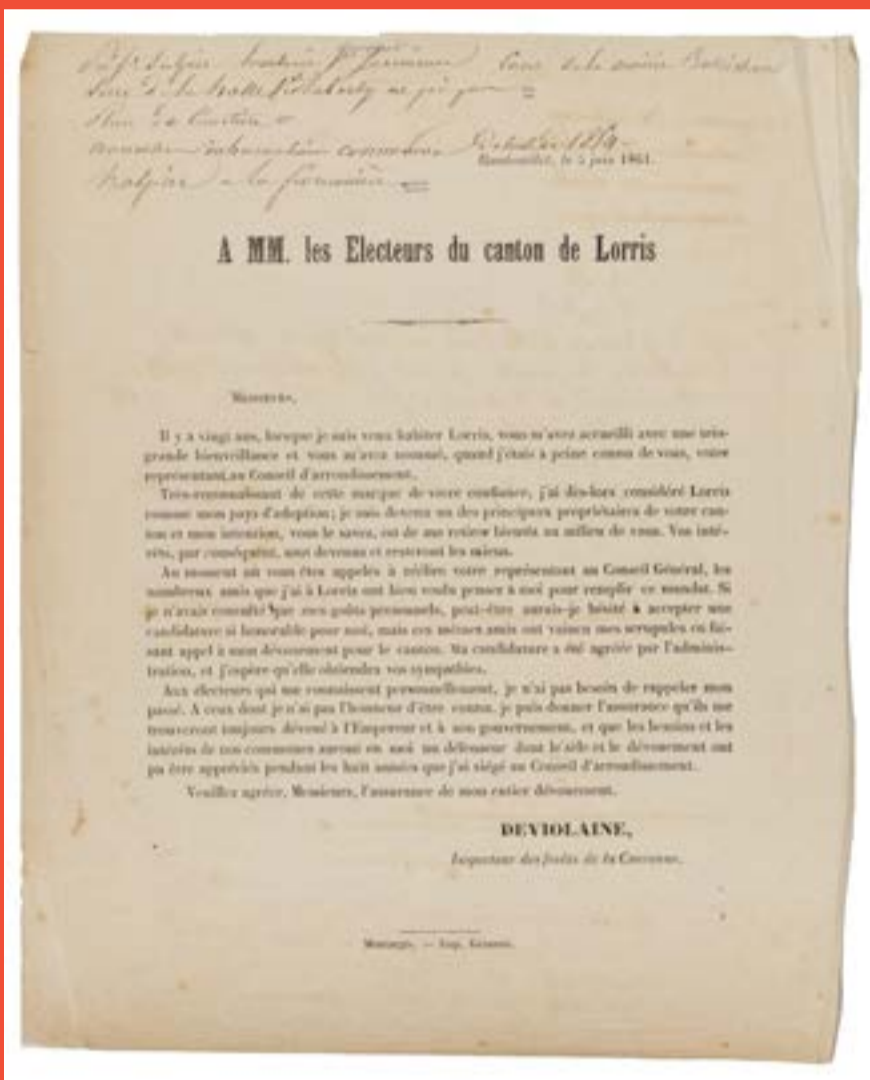 Rambouillet, le 5 juin 1861.
A MM. les Electeurs du canton de Lorris
Messieurs,
Il y a vingt ans, lorsque je suis venu habiter Lorris, vous m'avez accueilli avec une très-
grande bienveillance et vous m'avez nommé, quand j'étais à peine connu de vous, votre
représentant au Conseil d'arrondissement.
Très-reconnaissant de cette marque de votre confiance, j'ai dès-lors considéré Lorris
comme mon pays d'adoption; je suis devenu un des principaux propriétaires de votre can-
ton et mon intention, vous le savez, est de me retirer bientôt au milieu de vous. Vos inté-
rêts, par conséquent, sont devenus et resteront les miens.
Au moment où vous êtes appelés à réélire votre représentant au Conseil Général, les
nombreux amis que j'ai à Lorris ont bien voulu penser à moi pour remplir ce mandat. Si
je n'avais consulté que mes goûts personnels, peut-être aurais-je hésité à accepter une
candidature si honorable pour moi, mais ces mêmes amis ont vaincu mes scrupules en fai-
sant appel à mon dévouement pour le canton. Ma candidature a été agréée par l'adminis-
tration, et j'espère qu'elle obtiendra vos sympathies.
Aux électeurs qui me connaissent personnellement, je n'ai pas besoin de rappeler mon
passé. A ceux dont je n'ai pas l'honneur d'être connu, je puis donner l'assurance qu'ils me
trouveront toujours dévoué à l'Empereur et à son gouvernement, et que les besoins et les
intérêts de nos communes auront en moi un défenseur dont le zèle et le dévouement ont
pu être appréciés pendant les huit années que j'ai siégé au Conseil d'arrondissement.
Veuillez agréer, Messieurs, l'assurance de mon entier dévouement.
DEVIOLAINE,
Inspecteur des forêts de la Couronne.
Montargis. — Imp.